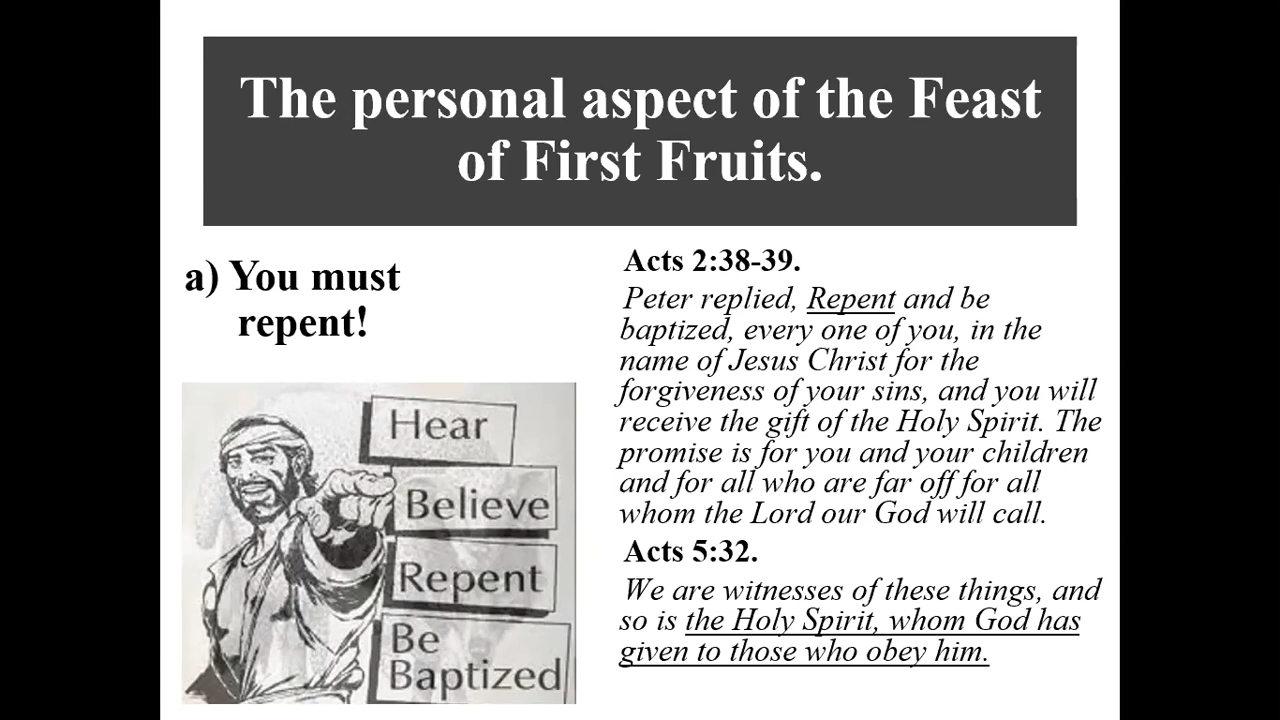 The personal aspect of the Feast
of First Fruits.
a) You must
repent!
Hear
Believe
Repent
Be
Baptized
Acts 2:38-39.
Peter replied, Repent and be
baptized, every one of you, in the
name of Jesus Christ for the
forgiveness of your sins, and you will
receive the gift of the Holy Spirit. The
promise is for you and your children
and for all who are far off for all
whom the Lord our God will call.
Acts 5:32.
We are witnesses of these things, and
so is the Holy Spirit, whom God has
given to those who obey him.